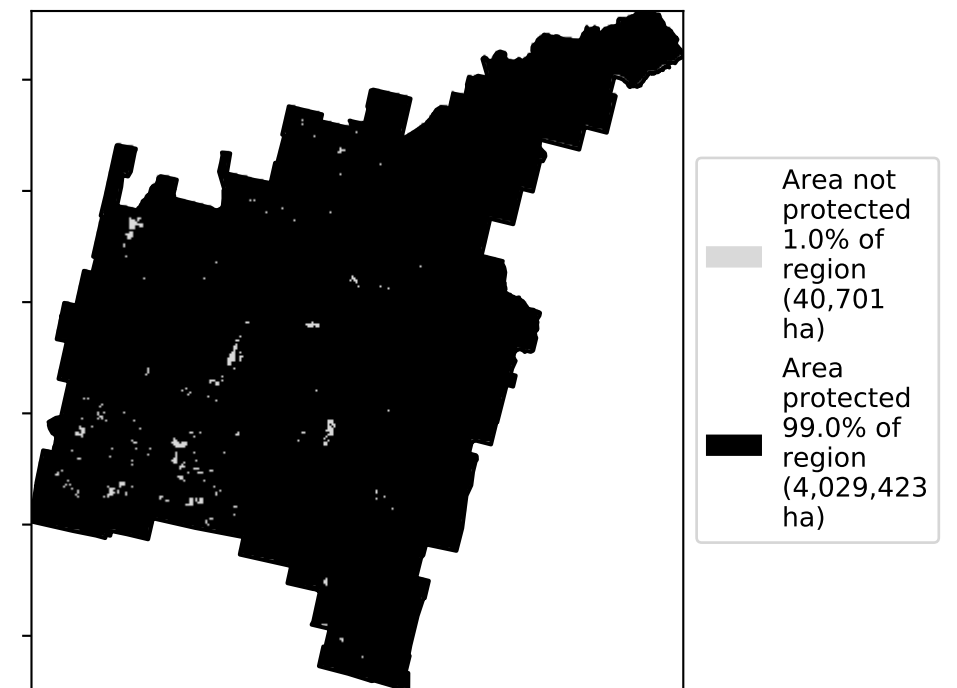 Area not
protected
1.0% of
region
(40,701
ha)
Area
protected
99.0% of
region
(4,029,423
ha)